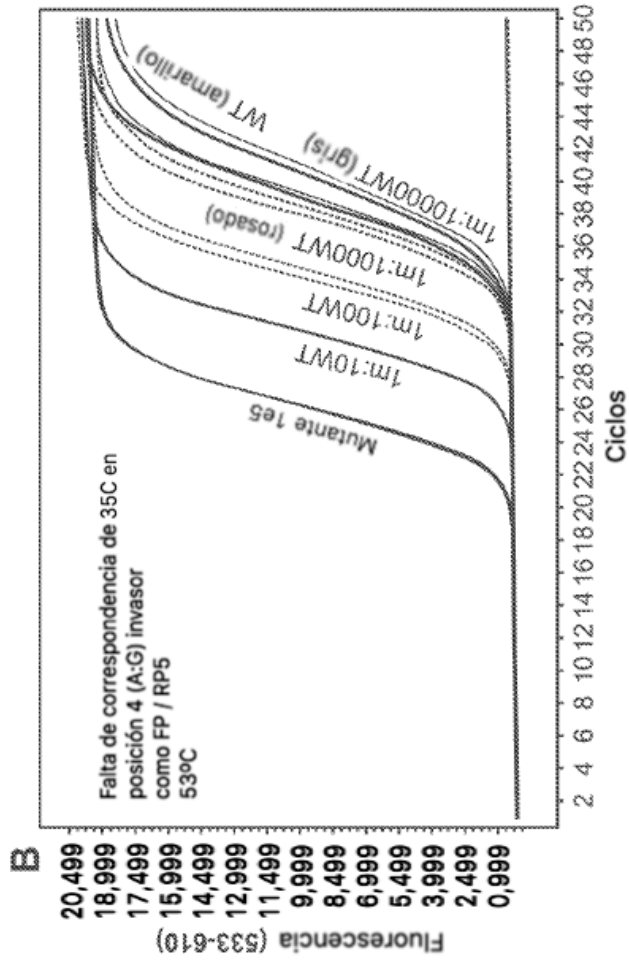 B
Falta de correspondencia de 35C en
posición 4 (A:G) invasor
como FP / RP5
53ºC
Fluorescencia (533-610)
20,499
18,999
17,499
15,999
14,499
12,999
11,499
9,999
8,499
6,999
5,499
3,999
2,499
0,999
Mutante 1e5
1m:10WT
1m:100WT
1m:1000WT (rosado)
1m:10000WT (gris)
WT (amarillo)
2 4 6 8 10 12 14 16 18 20 22 24 26 28 30 32 34 36 38 40 42 44 46 48 50
Ciclos